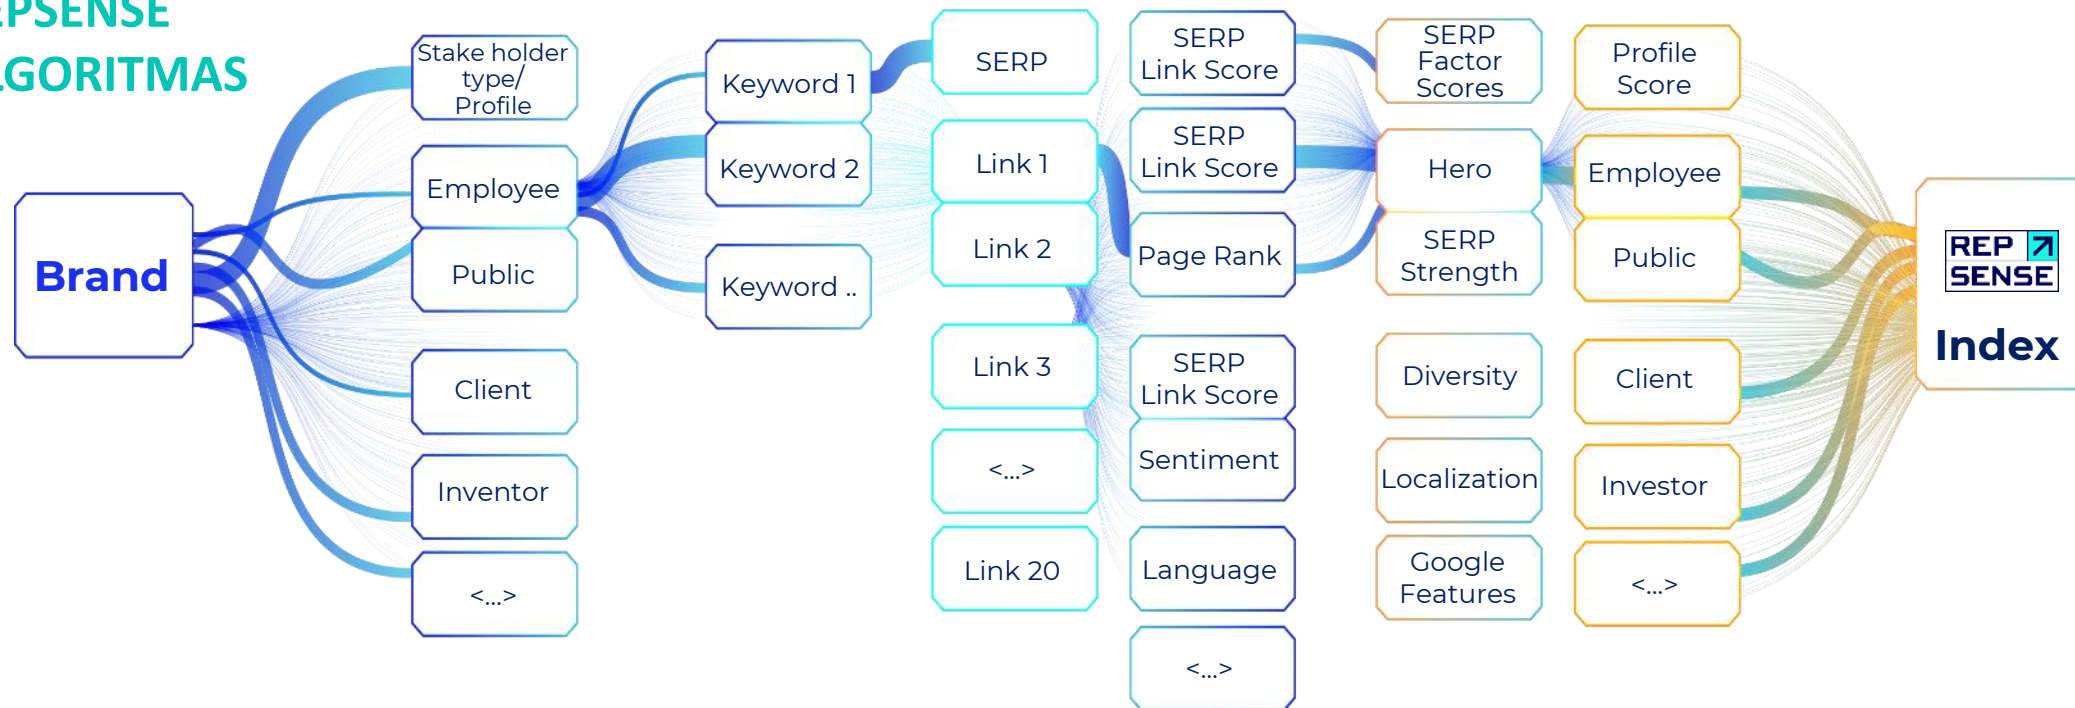 EPSENSE
LGORITMAS
Brand
Stake holder
type/
Profile
Employee
Public
Client
Inventor
<...>
Keyword 1
Keyword 2
Keyword ..
SERP
Link 1
Link 2
Link 3
<...>
Link 20
SERP
Link Score
SERP
Link Score
Page Rank
SERP
Link Score
Sentiment
Language
<...>
SERP
Factor
Scores
Hero
SERP
Strength
Diversity
Localization
Google
Features
Profile
Score
Employee
Public
Client
Investor
<...>
REP
SENSE
Index